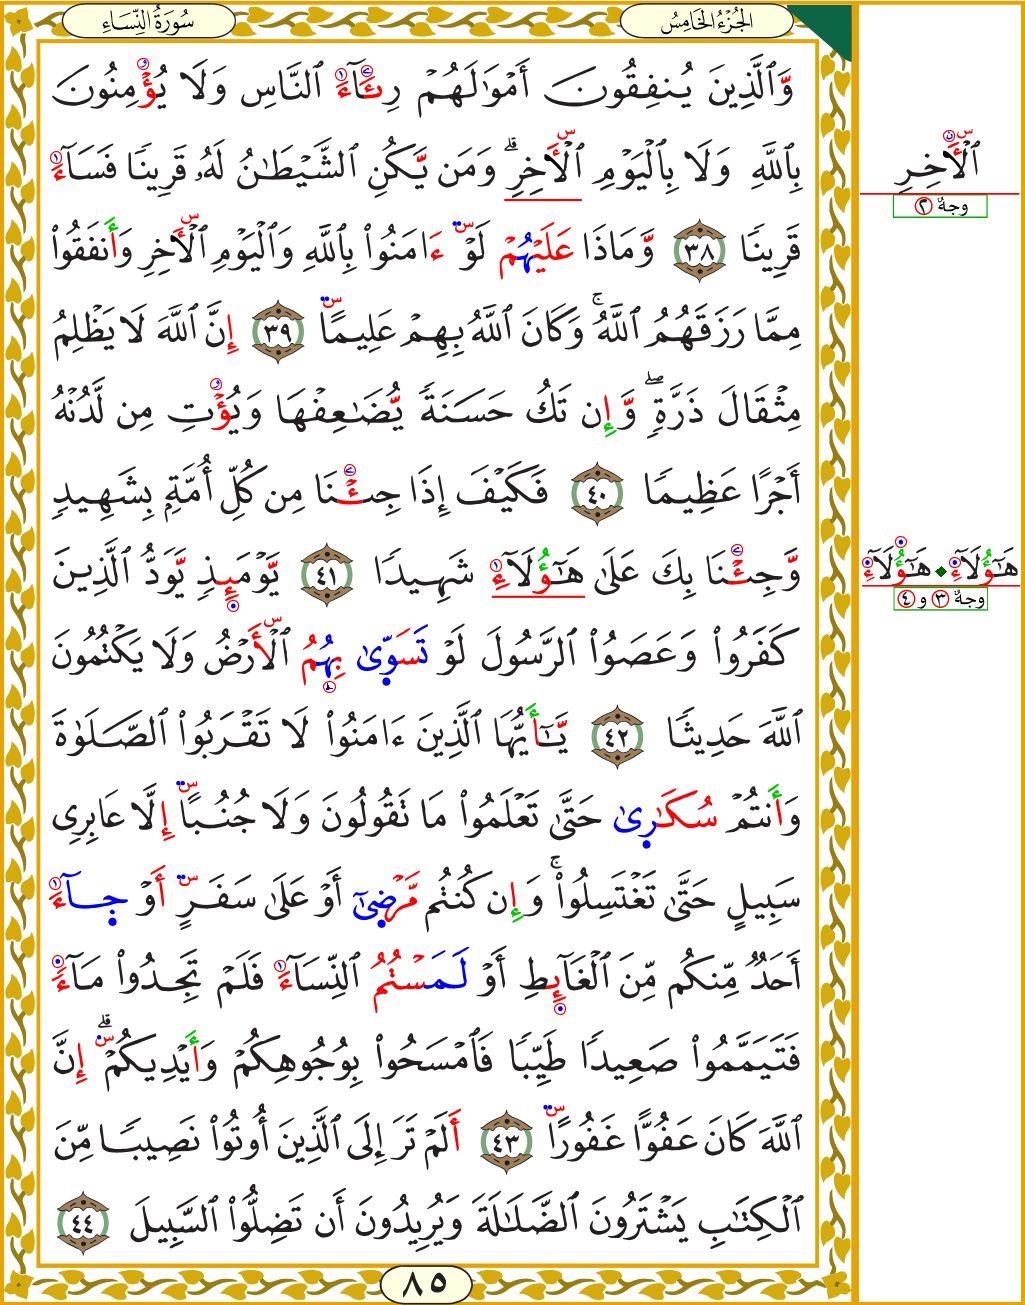 الجُزْءُ الخَامِسُ
سُورَةُ النِّسَاءِ
وَّٱلَّذِينَ يُنفِقُونَ أَمْوَٰلَهُمْ رِئَآءَ ٱلنَّاسِ وَلَا يُؤْمِنُونَ
بِٱللَّهِ وَلَا بِٱلْيَوْمِ ٱلْأَخِرِ ۗ وَمَن يَّكُنِ ٱلشَّيْطَـٰنُ لَهُۥ قَرِينًا فَسَآءَ
قَرِينًا ٣٨ وَّمَاذَا عَلَيْهُمْ لَوْ ءَامَنُوا۟ بِٱللَّهِ وَٱلْيَوْمِ ٱلْأَخِرِ وَأَنفَقُوا۟
مِمَّا رَزَقَهُمُ ٱللَّهُ ۚ وَكَانَ ٱللَّهُ بِهِمْ عَلِيمًا ٣٩ إِنَّ ٱللَّهَ لَا يَظْلِمُ
مِثْقَالَ ذَرَّةٍ ۖ وَّإِن تَكُ حَسَنَةً يُّضَـٰعِفْهَا وَيُؤْتِ مِن لَّدُنْهُ
أَجْرًا عَظِيمًا ٤٠ فَكَيْفَ إِذَا جِئْنَا مِن كُلِّ أُمَّةٍۭ بِشَهِيدٍ
وَّجِئْنَا بِكَ عَلَىٰ هَـٰٓؤُلَآءِ شَهِيدًا ٤١ يَّوْمَئِذٍ يَّوَدُّ ٱلَّذِينَ
كَفَرُوا۟ وَعَصَوُا۟ ٱلرَّسُولَ لَوْ تَسَوّىٰ بِهُمُ ٱلْأَرْضُ وَلَا يَكْتُمُونَ
ٱللَّهَ حَدِيثًا ٤٢ يَّـٰٓأَيُّهَا ٱلَّذِينَ ءَامَنُوا۟ لَا تَقْرَبُوا۟ ٱلصَّلَوٰةَ
وَأَنتُمْ سُكَـٰرىٰ حَتَّىٰ تَعْلَمُوا۟ مَا تَقُولُونَ وَلَا جُنُبًا إِلَّا عَابِرِى
سَبِيلٍ حَتَّىٰ تَغْتَسِلُوا۟ ۚ وَإِن كُنتُم مَّرْضىٰٓ أَوْ عَلَىٰ سَفَرٍ أَوْ جآءَ
أَحَدٌ مِّنكُم مِّنَ ٱلْغَآئِطِ أَوْ لَمَسْتُمُ ٱلنِّسَآءَ فَلَمْ تَجِدُوا۟ مَآءً
فَتَيَمَّمُوا۟ صَعِيدًا طَيِّبًا فَٱمْسَحُوا۟ بِوُجُوهِكُمْ وَأَيْدِيكُمْ ۗ إِنَّ
ٱللَّهَ كَانَ عَفُوًّا غَفُورًا ٤٣ أَلَمْ تَرَ إِلَى ٱلَّذِينَ أُوتُوا۟ نَصِيبًا مِّنَ
ٱلْكِتَـٰبِ يَشْتَرُونَ ٱلضَّلَـٰلَةَ وَيُرِيدُونَ أَن تَضِلُّوا۟ ٱلسَّبِيلَ ٤٤
٨٥
ٱلْأَخِرِ
وجهٌ ٢
هَـٰٓؤُلَآءِ ◆ هَـٰٓؤُلَآءِ
وجهٌ ٣ و ٤